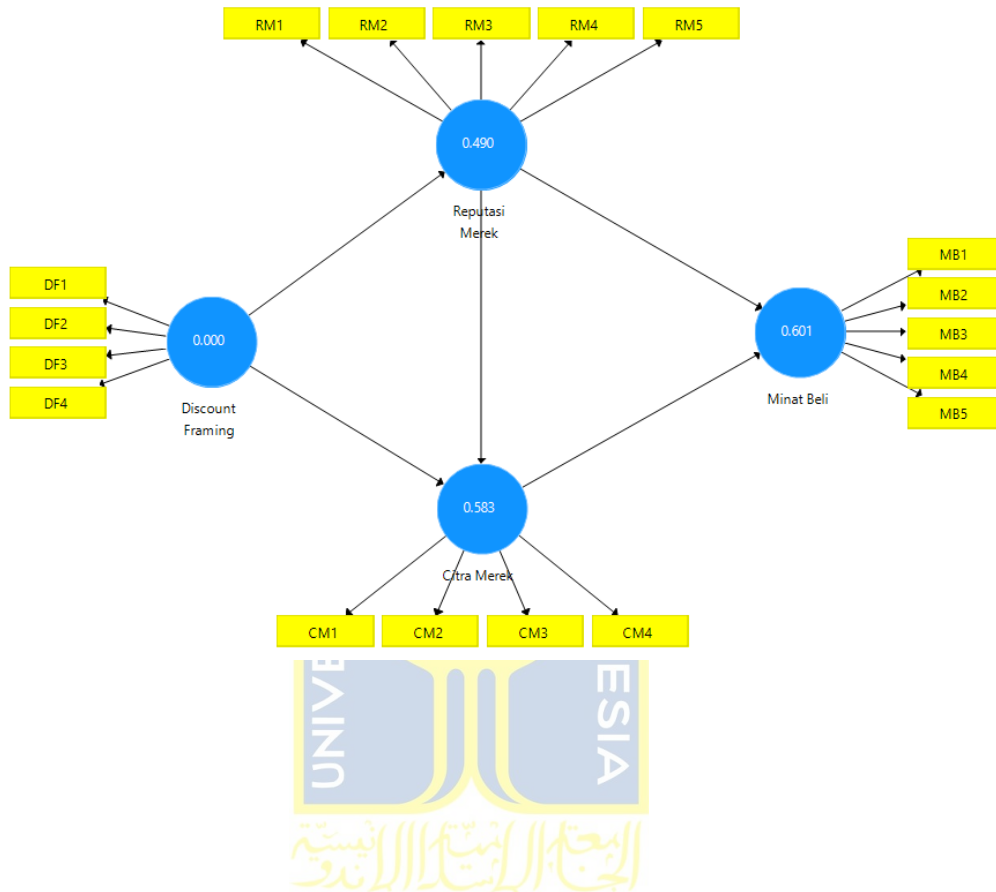 RM1
RM2
RM3
RM4
RM5
0.490
Reputasi
Merek
DF1
DF2
DF3
DF4
0.000
Discount
Framing
MB1
MB2
MB3
MB4
MB5
0.601
Minat Beli
0.583
Citra Merek
CM1
CM2
CM3
CM4
UNIVE
ESIA